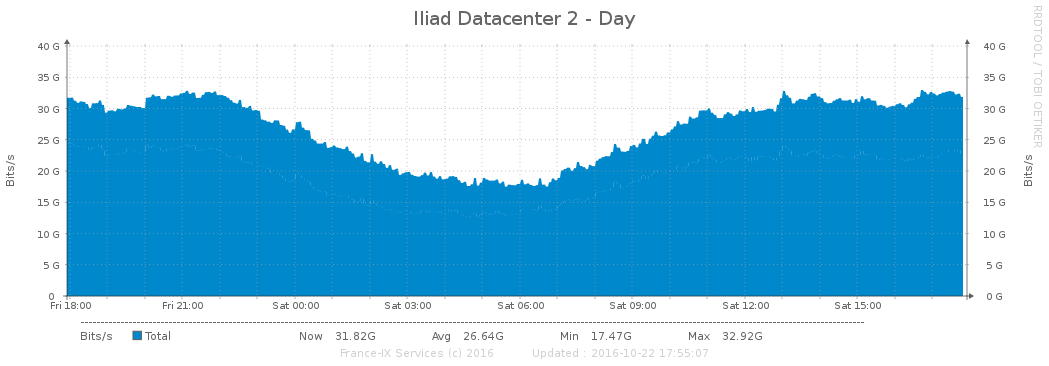 Iliad Datacenter 2 - Day
RRDTOOL / TOBI OETIKER
40 G 40 G
35 G 35 G
30 G 30 G
25 G 25 G
20 G 20 G
15 G 15 G
10 G 10 G
5 G 5 G
0 0 G
Bits/s
Bits/s
Fri 18:00 Fri 21:00 Sat 00:00 Sat 03:00 Sat 06:00 Sat 09:00 Sat 12:00 Sat 15:00
Bits/s Total Now 31.82G Avg 26.64G Min 17.47G Max 32.92G
France-IX Services (c) 2016 Updated : 2016-10-22 17:55:07